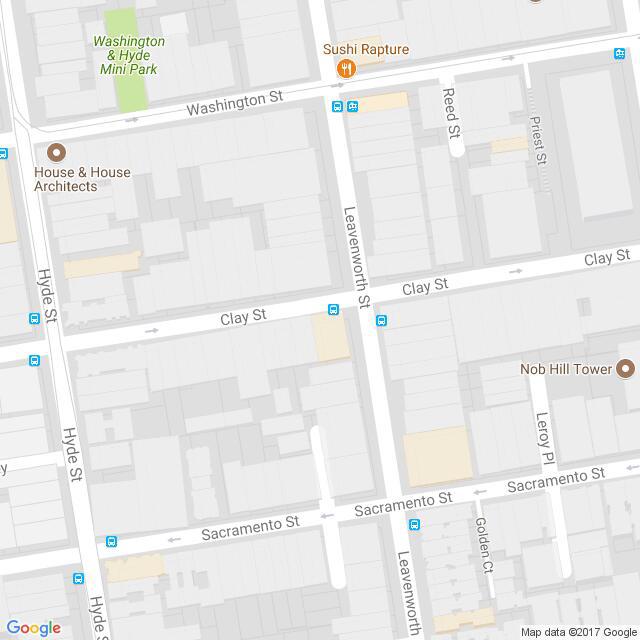 Washington
& Hyde
Mini Park
Sushi Rapture
Washington St
Reed St
Priest St
House & House
Architects
Leavenworth St
Clay St
Clay St
Clay St
Hyde St
Nob Hill Tower
Leroy Pl
Hyde St
Sacramento St
Sacramento St
Sacramento St
Golden Ct
Leavenworth
Hyde S
Google
Map data ©2017 Google